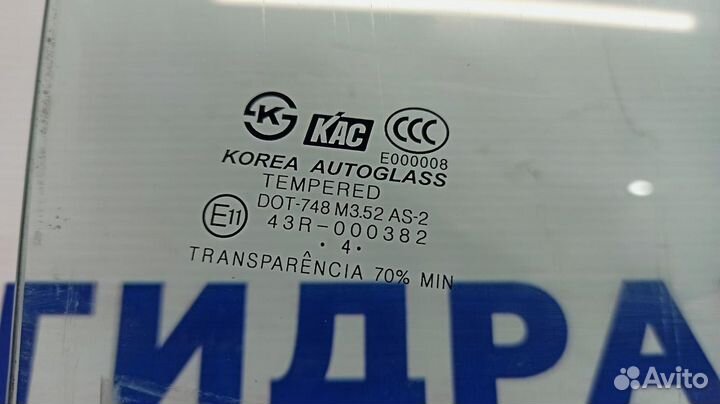 KS
KAC
CCC
E000008
KOREA AUTOGLASS
TEMPERED
DOT-748 M3.52 AS-2
E11
43R-000382
· 4 ·
TRANSPARÊNCIA 70% MIN
ГИДРА
Avito